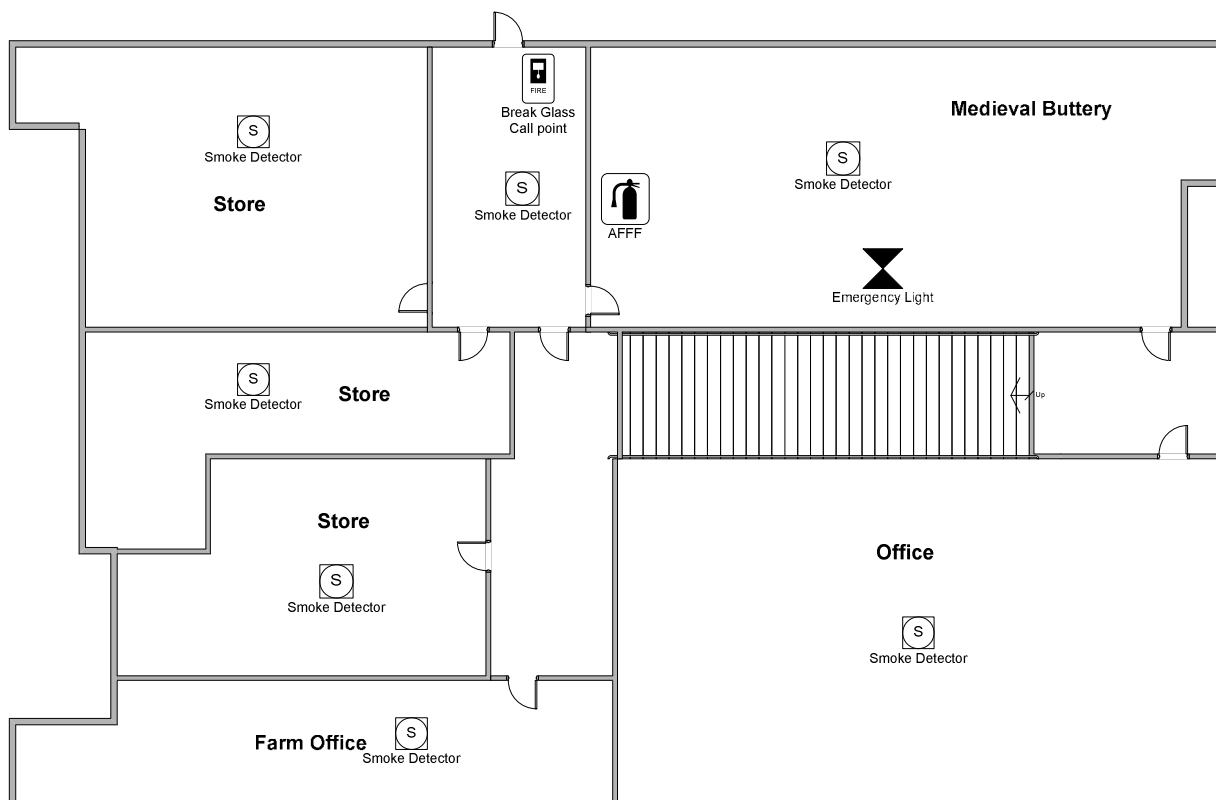 FIRE
Break Glass
Call point
Medieval Buttery
S
Smoke Detector
S
Smoke Detector
S
Smoke Detector
Store
AFFF
Emergency Light
S
Smoke Detector
Store
Up
Store
S
Smoke Detector
Office
S
Smoke Detector
Farm Office
S
Smoke Detector